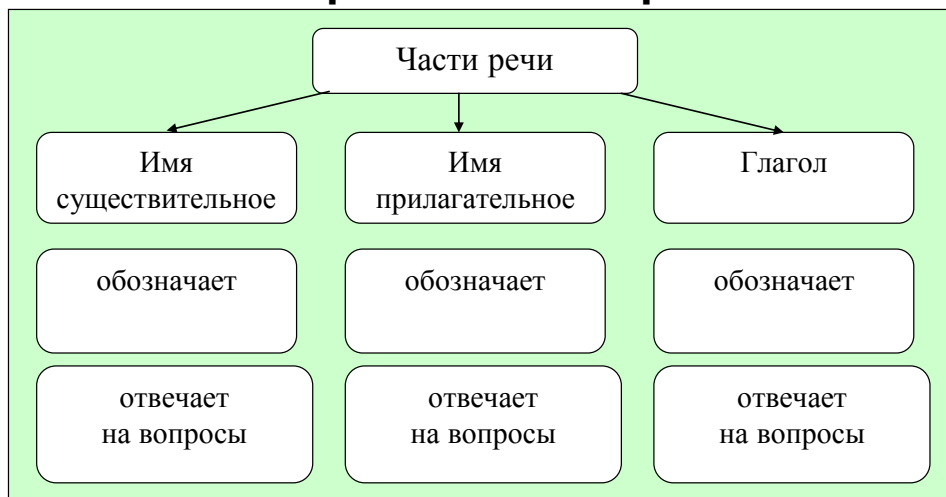 Части речи
Имя
существительное
Имя
прилагательное
Глагол
обозначает
обозначает
обозначает
отвечает
на вопросы
отвечает
на вопросы
отвечает
на вопросы